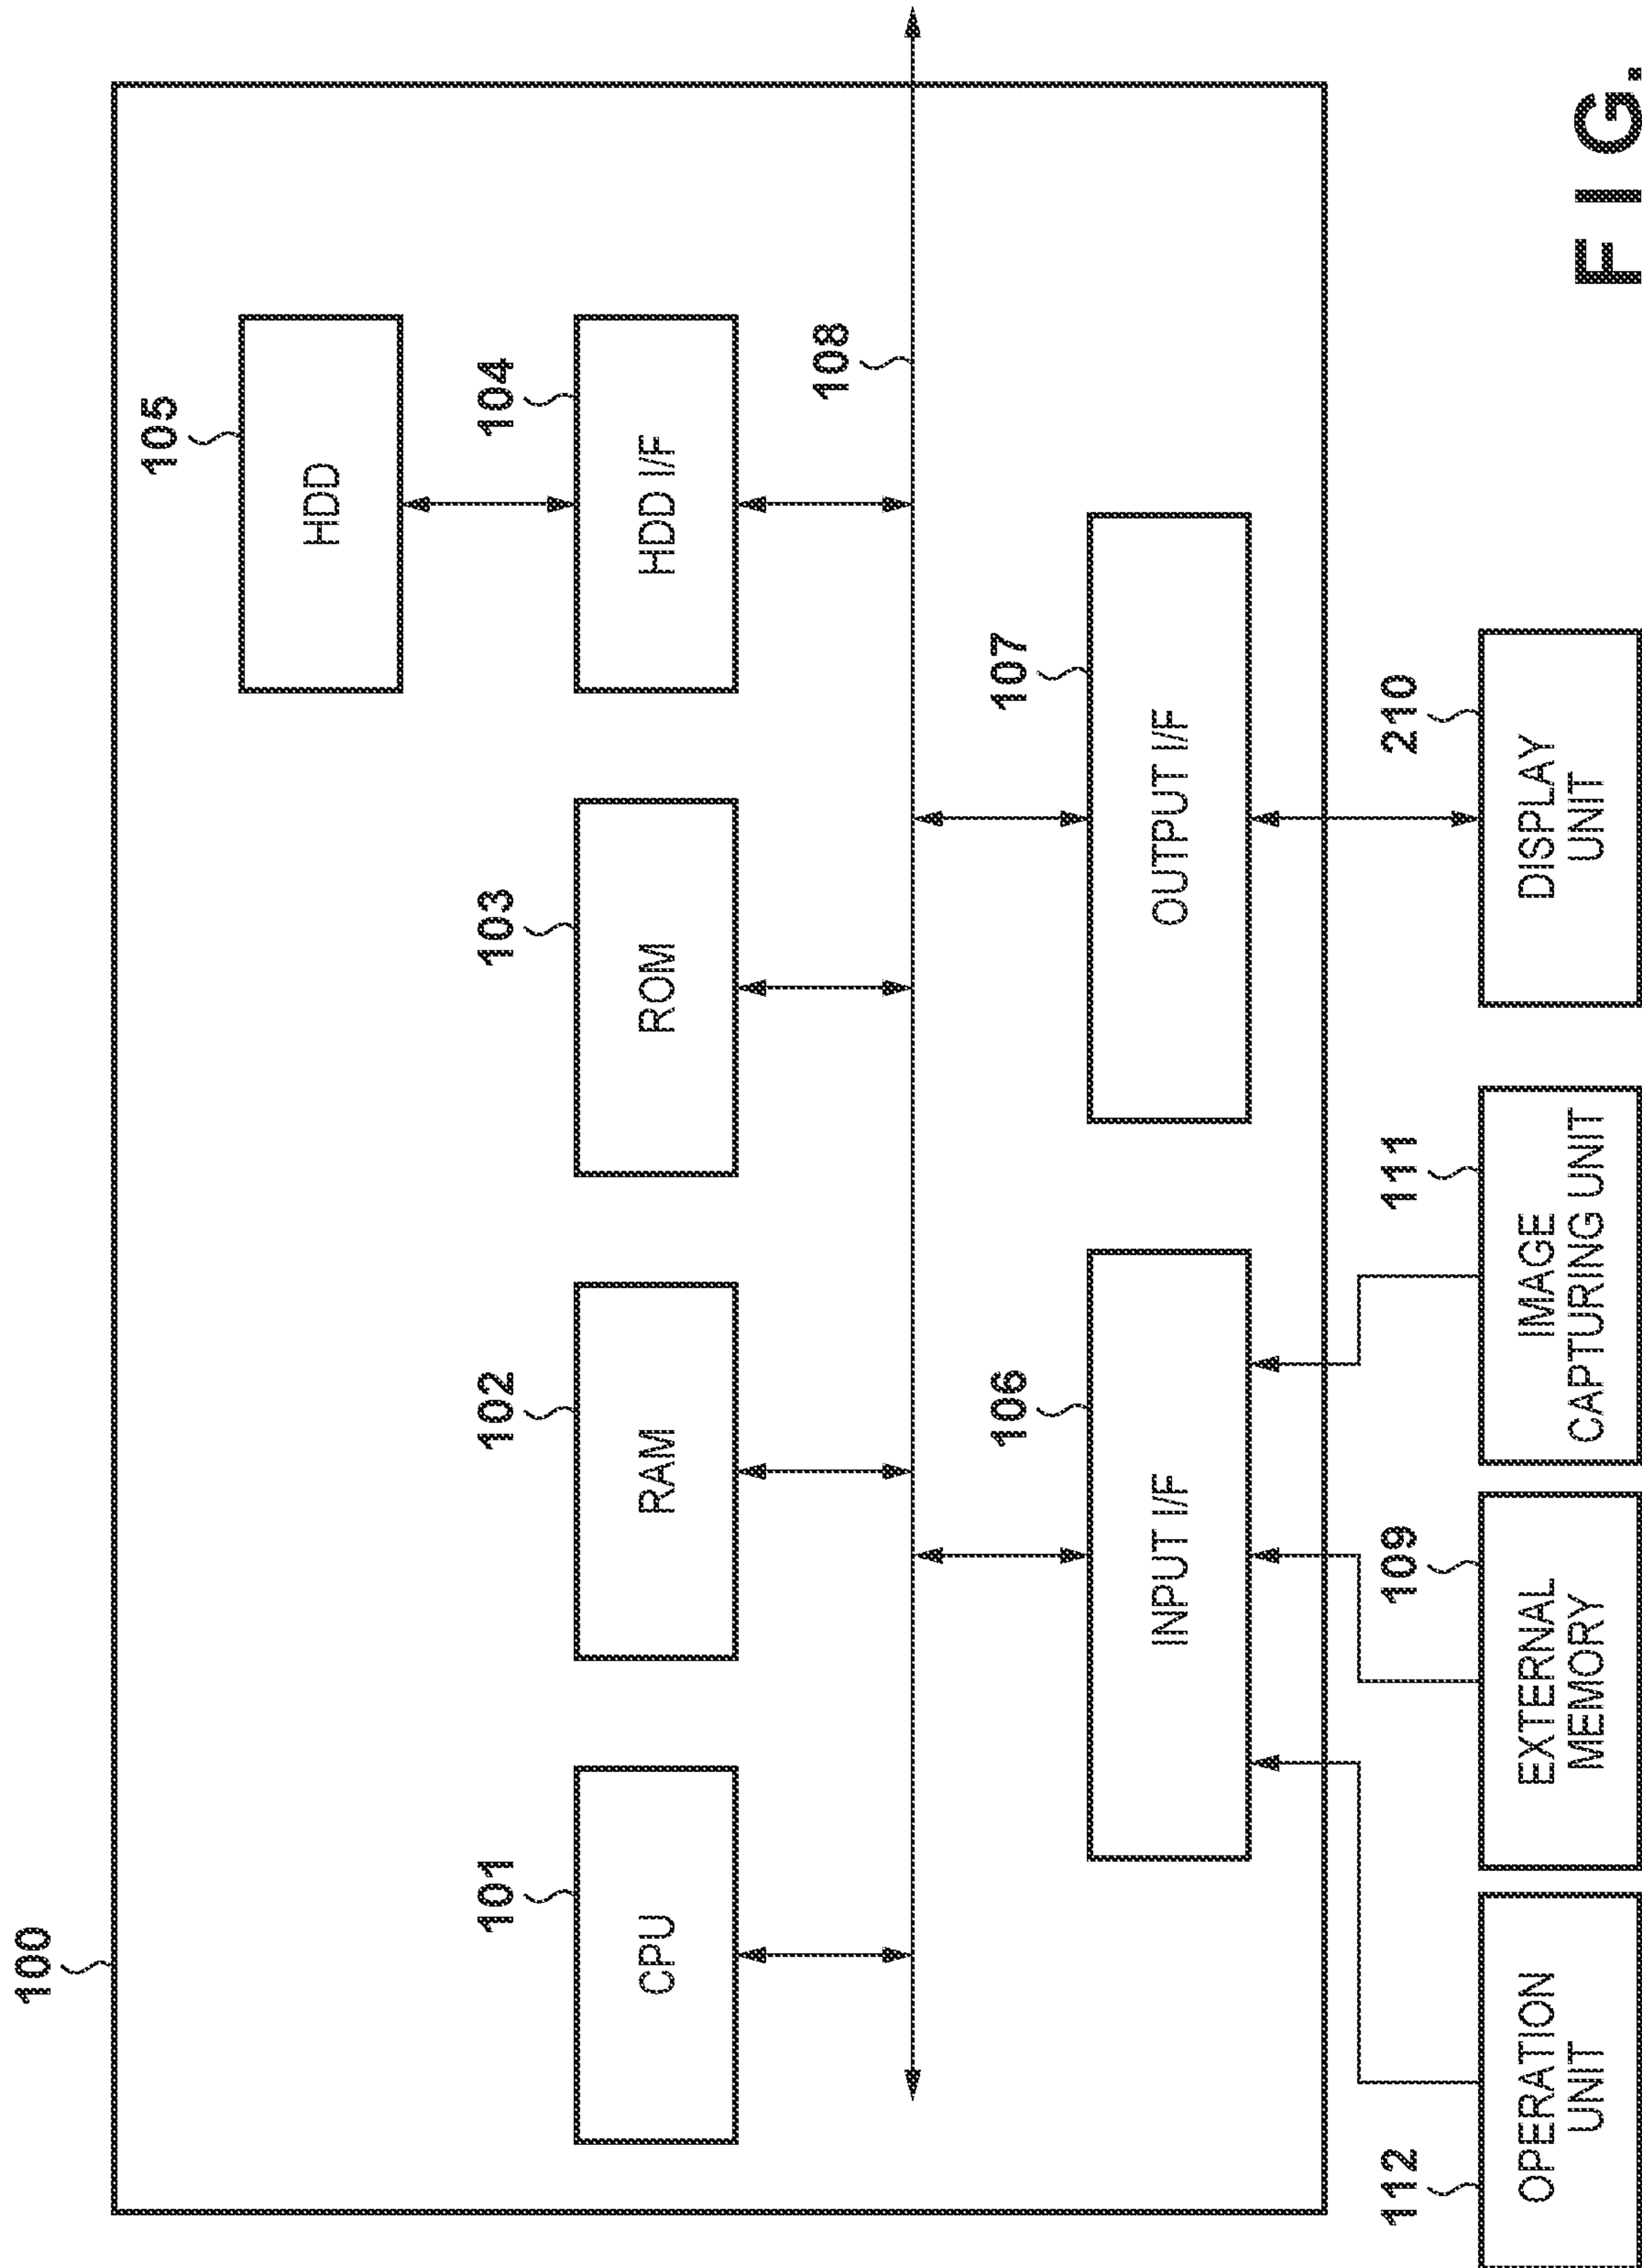 100
105
HDD
101
102
103
104
CPU
RAM
ROM
HDD I/F
108
106
107
INPUT I/F
OUTPUT I/F
112
109
111
210
OPERATION
UNIT
EXTERNAL
MEMORY
IMAGE
CAPTURING UNIT
DISPLAY
UNIT
FIG.